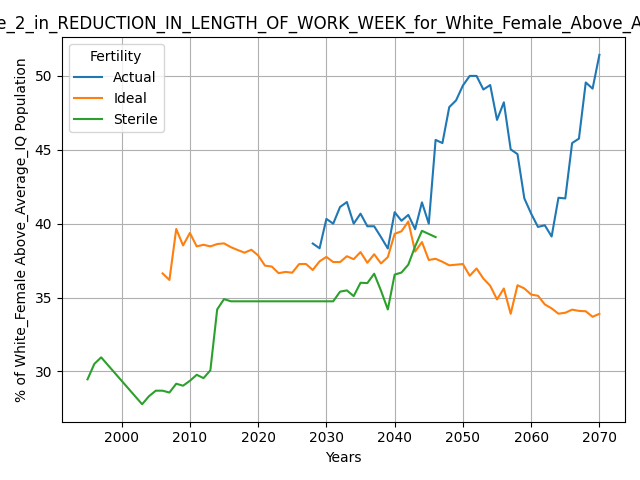 e_2_in_REDUCTION_IN_LENGTH_OF_WORK_WEEK_for_White_Female_Above_A
% of White_Female Above_Average_IQ Population
Fertility
Actual
Ideal
Sterile
50
45
40
35
30
2000 2010 2020 2030 2040 2050 2060 2070
Years